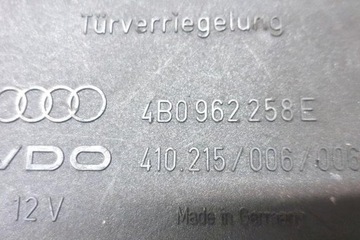 Türverriegelung
4B0 962 258 E
VDO 410.215/006/006
12 V Made in Germany